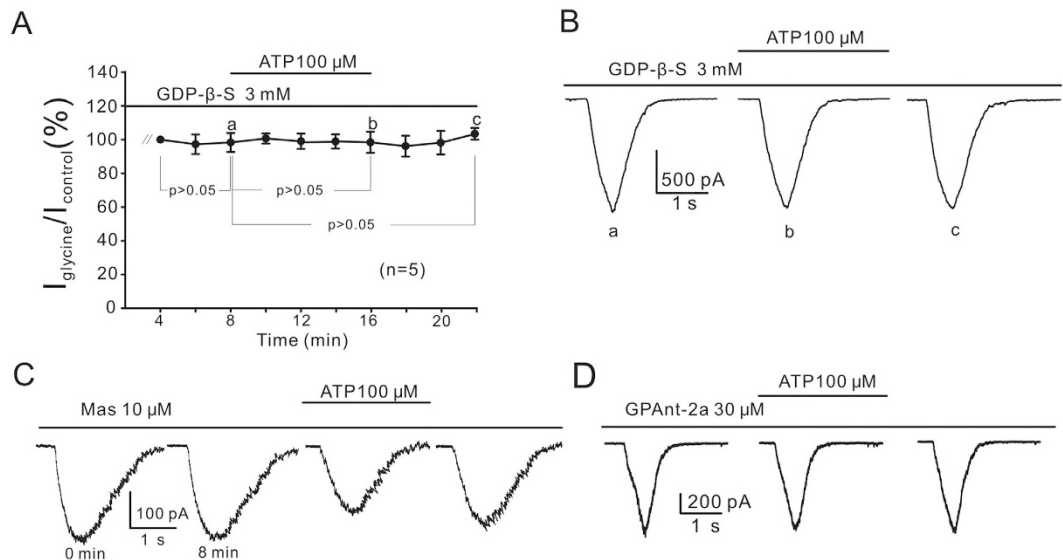 A
ATP100 μM
GDP-β-S 3 mM
140
120
100
80
60
40
20
0
Iglycine/Icontrol(%)
//
a
b
c
p>0.05
p>0.05
p>0.05
(n=5)
4 8 12 16 20
Time (min)
B
ATP100 μM
GDP-β-S 3 mM
500 pA
1 s
a b c
C
ATP100 μM
Mas 10 μM
100 pA
1 s
0 min 8 min
D
ATP100 μM
GPAnt-2a 30 μM
200 pA
1 s